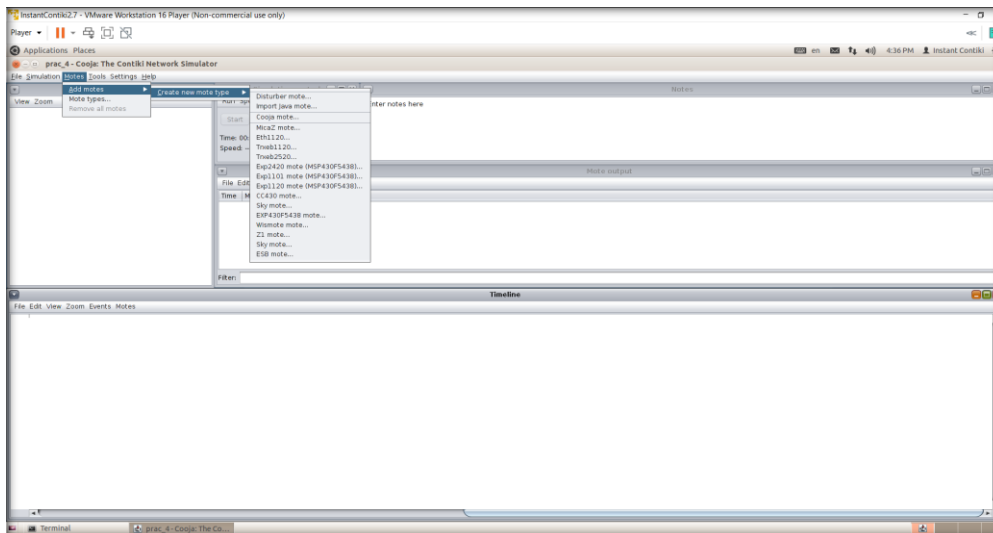 InstantContiki2.7 - VMware Workstation 16 Player (Non-commercial use only)
Player
Applications Places
en
4:36 PM
Instant Contiki
prac_4 - Cooja: The Contiki Network Simulator
File Simulation Motes Tools Settings Help
Add motes
Mote types...
Remove all motes
Create new mote type
Disturber mote...
Import Java mote...
Cooja mote...
MicaZ mote...
Eth1120...
Trxeb1120...
Trxeb2520...
Exp2420 mote (MSP430F5438)...
Exp1101 mote (MSP430F5438)...
Exp1120 mote (MSP430F5438)...
CC430 mote...
Sky mote...
EXP430F5438 mote...
Wismote mote...
Z1 mote...
Sky mote...
ESB mote...
View Zoom
Run
Start
Time: 00:
Speed: --
Notes
nter notes here
Mote output
File Edit
Time
Filter:
Timeline
File Edit View Zoom Events Motes
Terminal
prac_4 - Cooja: The Co...